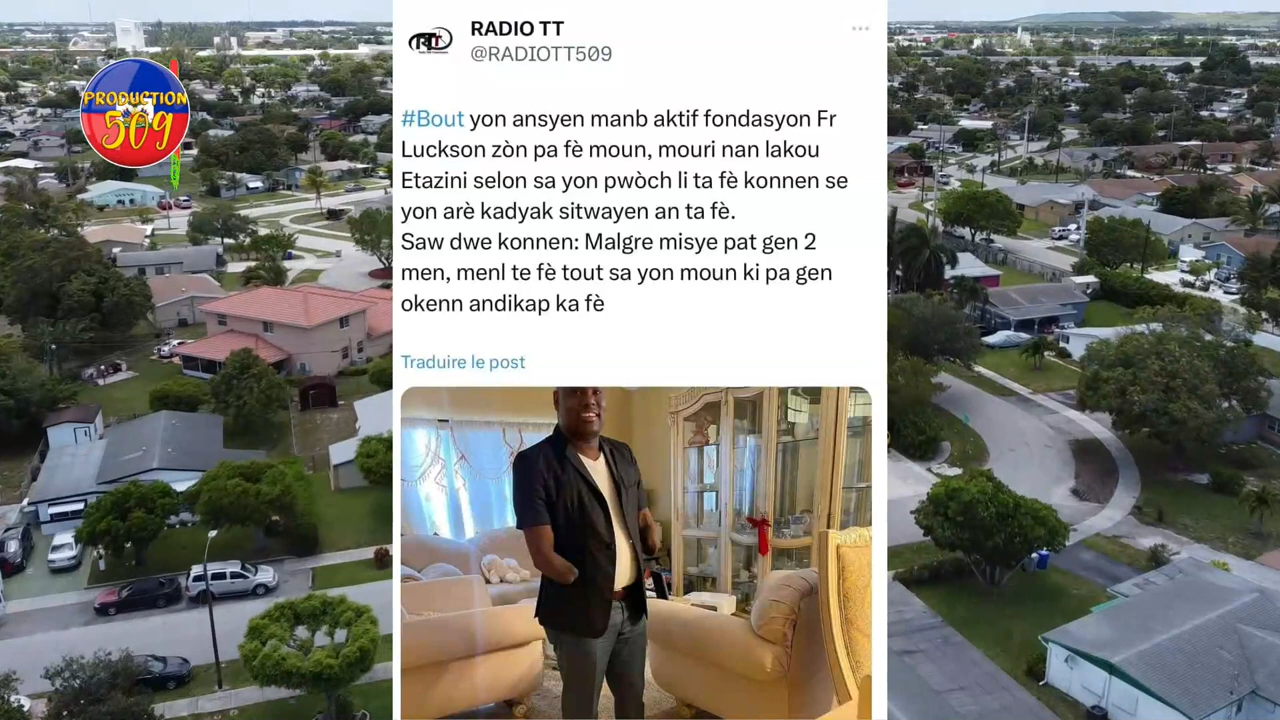 PRODUCTION
509
RADIO TT
@RADIOTT509
#Bout yon ansyen manb aktif fondasyon Fr
Luckson zòn pa fè moun, mouri nan lakou
Etazini selon sa yon pwòch li ta fè konnen se
yon arè kadyak sitwayen an ta fè.
Saw dwe konnen: Malgre misye pat gen 2
men, menl te fè tout sa yon moun ki pa gen
okenn andikap ka fè
Traduire le post